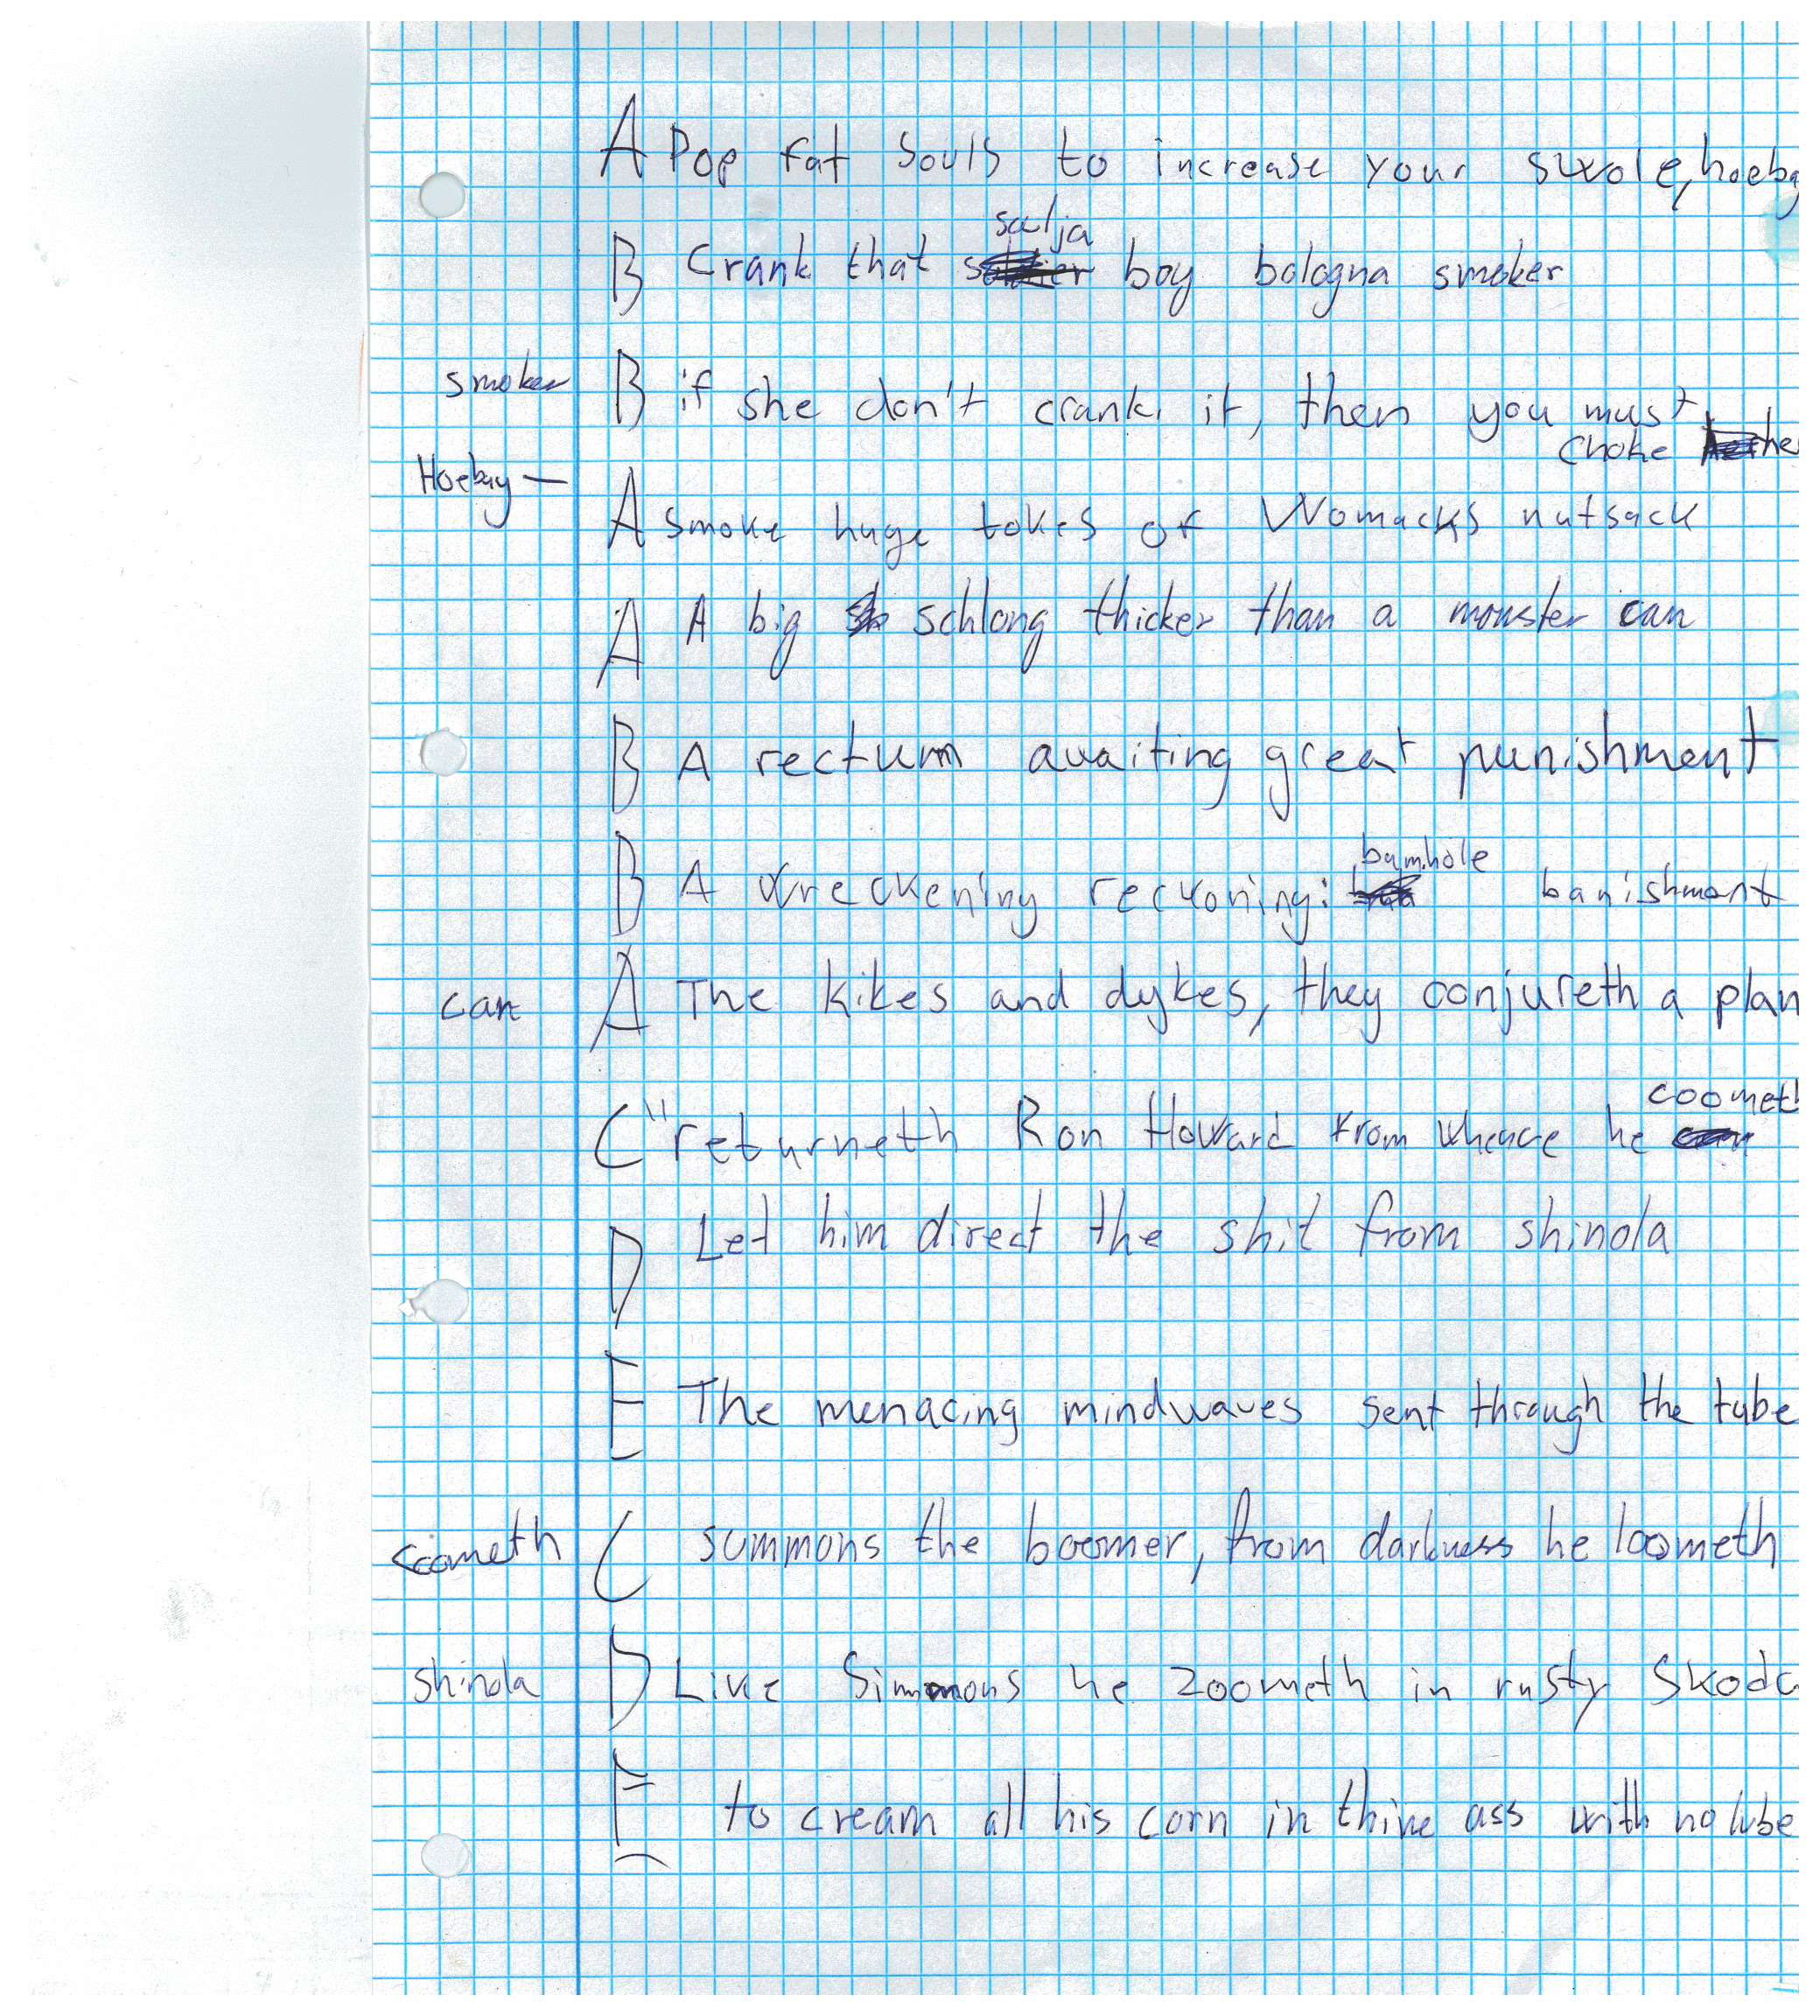 A Pop fat souls to increase your swole, hoebag
soulja
B Crank that boy bologna smoker
smoker B if she don't crank it, then you must
choke her
Hoebag — A smoke huge tokes of Womacks nutsack
A A big schlong thicker than a monster can
B A rectum awaiting great punishment
bumhole
B A wreckening reckoning: banishment
can A The kikes and dykes, they conjureth a plan
coometh
C "returneth Ron Howard from whence he
D Let him direct the shit from shinola
E The menacing mindwaves sent through the tube
coometh C summons the boomer, from darkness he loometh
shinola D Like Simmons he zoometh in rusty Skoda
E to cream all his corn in thine ass with no lube